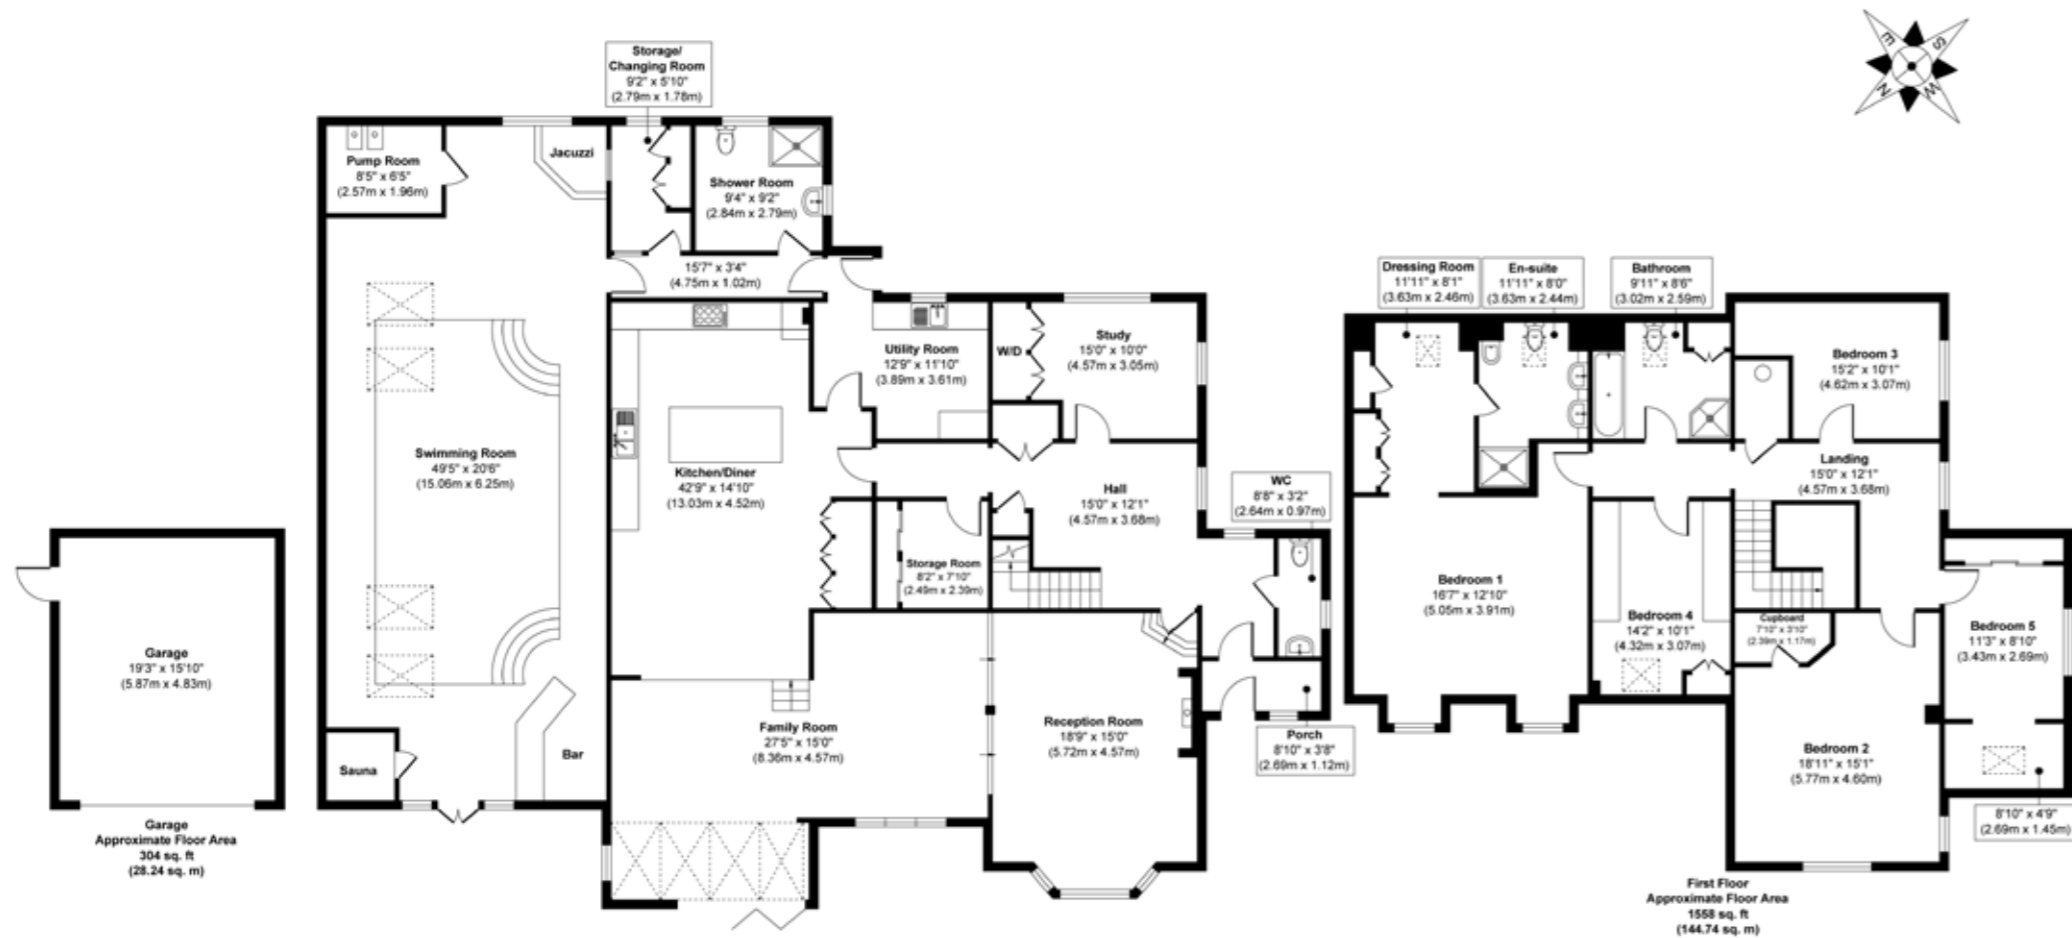 Storage/
Changing Room
9'2" x 5'10"
(2.79m x 1.78m)
E
S
N
W
Pump Room
8'5" x 6'5"
(2.57m x 1.96m)
Jacuzzi
Shower Room
9'4" x 9'2"
(2.84m x 2.79m)
15'7" x 3'4"
(4.75m x 1.02m)
Utility Room
12'9" x 11'10"
(3.89m x 3.61m)
W/D
Study
15'0" x 10'0"
(4.57m x 3.05m)
Swimming Room
49'5" x 20'6"
(15.06m x 6.25m)
Kitchen/Diner
42'9" x 14'10"
(13.03m x 4.52m)
Hall
15'0" x 12'1"
(4.57m x 3.68m)
WC
8'8" x 3'2"
(2.64m x 0.97m)
Storage Room
8'2" x 7'10"
(2.49m x 2.39m)
Garage
19'3" x 15'10"
(5.87m x 4.83m)
Family Room
27'5" x 15'0"
(8.36m x 4.57m)
Reception Room
18'9" x 15'0"
(5.72m x 4.57m)
Porch
8'10" x 3'8"
(2.69m x 1.12m)
Sauna
Bar
Garage
Approximate Floor Area
304 sq. ft
(28.24 sq. m)
Dressing Room
11'11" x 8'1"
(3.63m x 2.46m)
En-suite
11'11" x 8'0"
(3.63m x 2.44m)
Bathroom
9'11" x 8'6"
(3.02m x 2.59m)
Bedroom 3
15'2" x 10'1"
(4.62m x 3.07m)
Landing
15'0" x 12'1"
(4.57m x 3.68m)
Bedroom 1
16'7" x 12'10"
(5.05m x 3.91m)
Bedroom 4
14'2" x 10'1"
(4.32m x 3.07m)
Cupboard
7'10" x 3'10"
(2.39m x 1.17m)
Bedroom 5
11'3" x 8'10"
(3.43m x 2.69m)
Bedroom 2
18'11" x 15'1"
(5.77m x 4.60m)
8'10" x 4'9"
(2.69m x 1.45m)
First Floor
Approximate Floor Area
1558 sq. ft
(144.74 sq. m)